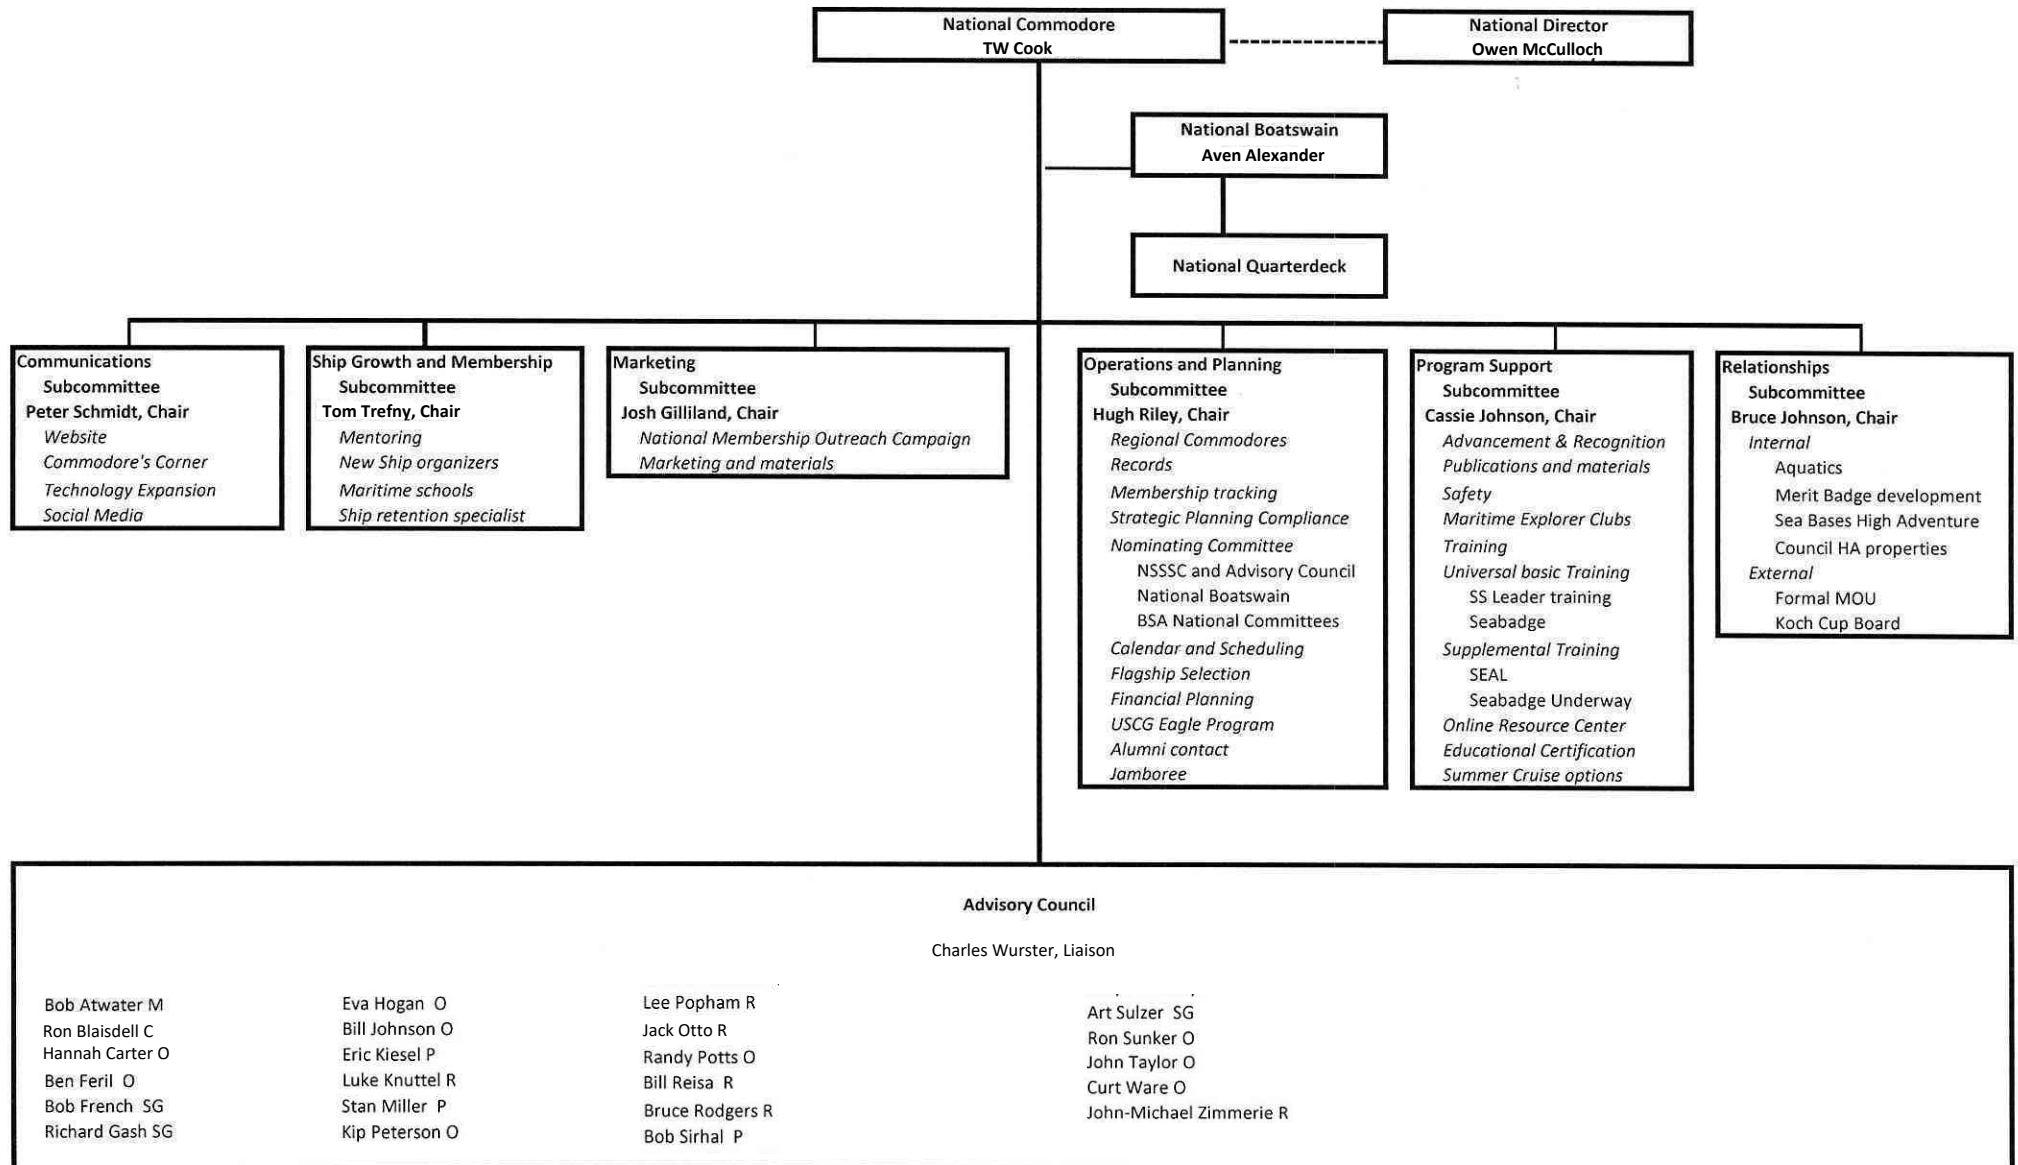 National Commodore
TW Cook
National Director
Owen McCulloch
National Boatswain
Aven Alexander
National Quarterdeck
Communications
Subcommittee
Peter Schmidt, Chair
Website
Commodore's Corner
Technology Expansion
Social Media
Ship Growth and Membership
Subcommittee
Tom Trefny, Chair
Mentoring
New Ship organizers
Maritime schools
Ship retention specialist
Marketing
Subcommittee
Josh Gilliland, Chair
National Membership Outreach Campaign
Marketing and materials
Operations and Planning
Subcommittee
Hugh Riley, Chair
Regional Commodores
Records
Membership tracking
Strategic Planning Compliance
Nominating Committee
NSSSC and Advisory Council
National Boatswain
BSA National Committees
Calendar and Scheduling
Flagship Selection
Financial Planning
USCG Eagle Program
Alumni contact
Jamboree
Program Support
Subcommittee
Cassie Johnson, Chair
Advancement & Recognition
Publications and materials
Safety
Maritime Explorer Clubs
Training
Universal basic Training
SS Leader training
Seabadge
Supplemental Training
SEAL
Seabadge Underway
Online Resource Center
Educational Certification
Summer Cruise options
Relationships
Subcommittee
Bruce Johnson, Chair
Internal
Aquatics
Merit Badge development
Sea Bases High Adventure
Council HA properties
External
Formal MOU
Koch Cup Board
Advisory Council
Charles Wurster, Liaison
Bob Atwater M
Ron Blaisdell C
Hannah Carter O
Ben Feril O
Bob French SG
Richard Gash SG
Eva Hogan O
Bill Johnson O
Eric Kiesel P
Luke Knuttel R
Stan Miller P
Kip Peterson O
Lee Popham R
Jack Otto R
Randy Potts O
Bill Reisa R
Bruce Rodgers R
Bob Sirhal P
Art Sulzer SG
Ron Sunker O
John Taylor O
Curt Ware O
John-Michael Zimmerie R